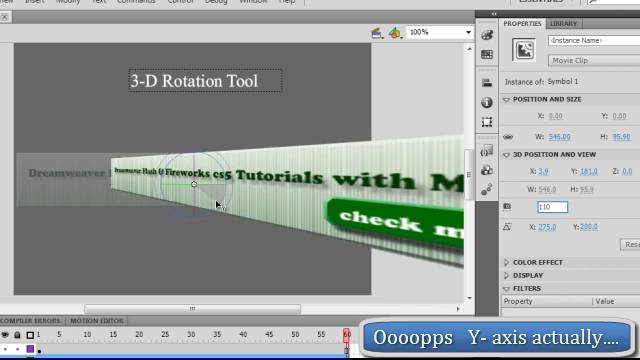 View Insert Modify Text Commands Control Debug Window Help
ESSENTIALS
PROPERTIES LIBRARY
100%
<Instance Name>
Movie Clip
3-D Rotation Tool
Instance of: Symbol 1
POSITION AND SIZE
X: 0.00 Y: 0.00
W: 546.00 H: 95.90
3D POSITION AND VIEW
Dreamweaver
Dreamweaver Flash & Fireworks cs5 Tutorials with M
X: 3.9 Y: 181.0 Z: 0.0
W: 546.0 H: 95.9
110
check m
X: 275.0 Y: 200.0
Rese
COLOR EFFECT
DISPLAY
FILTERS
Property Value
COMPILER ERRORS MOTION EDITOR
1 5 10 15 20 25 30 35 40 45 50 55 60
Oooopps Y- axis actually....